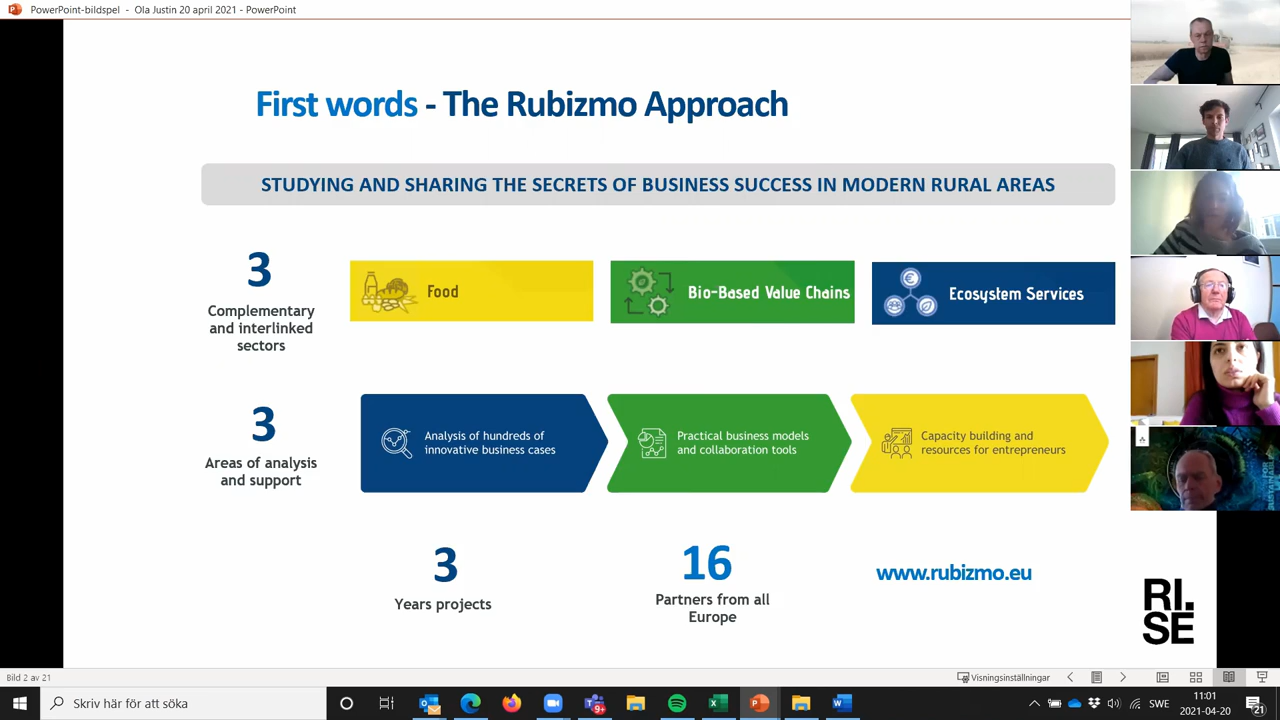 PowerPoint-bildspel - Ola Justin 20 april 2021 - PowerPoint
First words - The Rubizmo Approach
STUDYING AND SHARING THE SECRETS OF BUSINESS SUCCESS IN MODERN RURAL AREAS
3
Complementary
and interlinked
sectors
Food
Bio-Based Value Chains
Ecosystem Services
3
Areas of analysis
and support
Analysis of hundreds of
innovative business cases
Practical business models
and collaboration tools
Capacity building and
resources for entrepreneurs
3
Years projects
16
Partners from all
Europe
www.rubizmo.eu
RI.
SE
Bild 2 av 21
Visningsinställningar
Skriv här för att söka
9+
SWE
11:01
2021-04-20
21